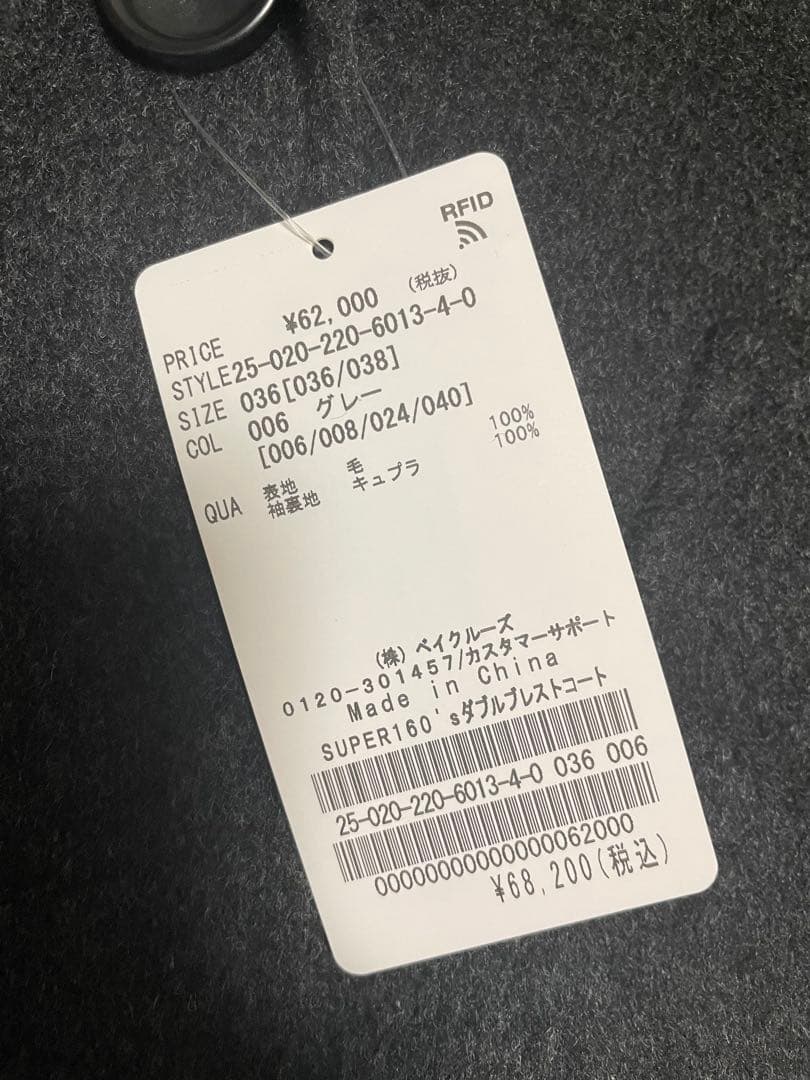 RFID
PRICE ¥62,000 (税抜)
STYLE25-020-220-6013-4-0
SIZE 036[036/038]
COL 006 グレー
[006/008/024/040]
QUA 表地 毛 100%
袖裏地 キュプラ 100%
(株) ベイクルーズ
0120-301457/カスタマーサポート
Made in China
SUPER160'sダブルブレストコート
25-020-220-6013-4-0 036 006
0000000000000062000
¥68,200(税込)